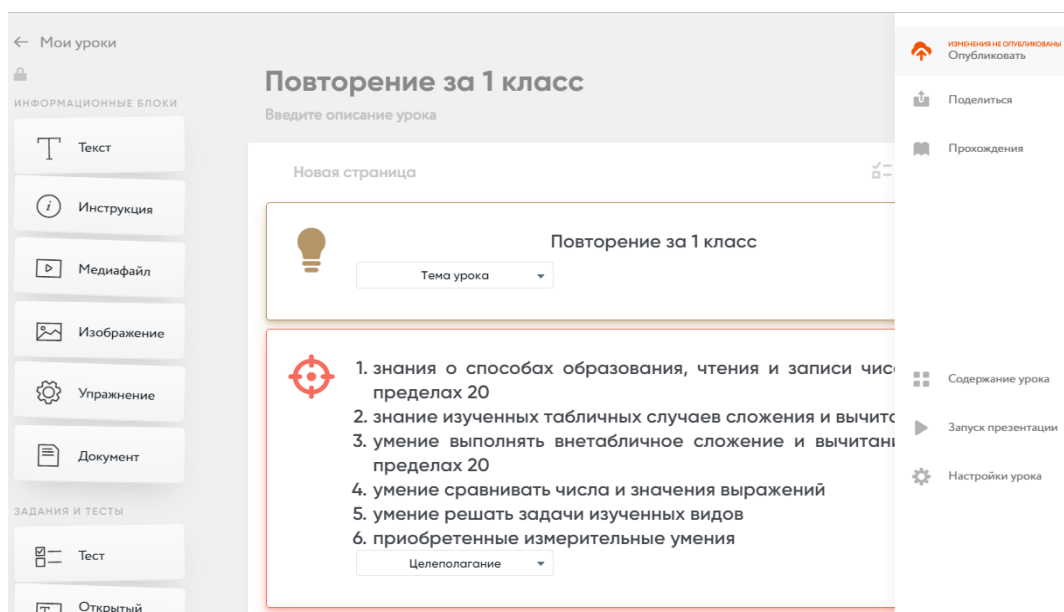 Мои уроки
ИНФОРМАЦИОННЫЕ БЛОКИ
Текст
Инструкция
Медиафайл
Изображение
Упражнение
Документ
ЗАДАНИЯ И ТЕСТЫ
Тест
Открытый
Повторение за 1 класс
Введите описание урока
Новая страница
Повторение за 1 класс
Тема урока
1. знания о способах образования, чтения и записи чис
пределах 20
2. знание изученных табличных случаев сложения и
3. умение выполнять внетабличное сложение и
пределах 20
4. умение сравнивать числа и значения выражений
5. умение решать задачи изученных видов
6. приобретенные измерительные умения
Целеполагание
ИЗМЕНЕНИЯ НЕ ОПУБЛИКОВАНЫ
Опубликовать
Поделиться
Прохождения
Содержание урока
Запуск презентации
Настройки урока